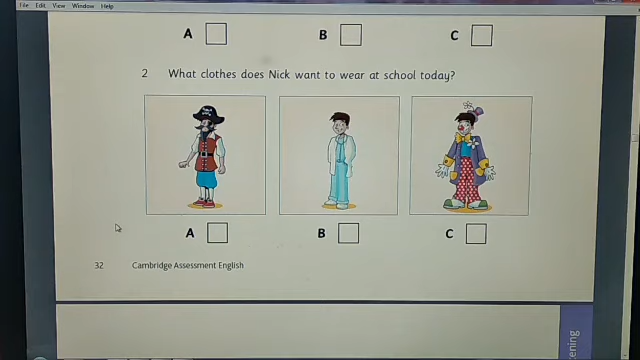 File Edit View Window Help
A B C
2 What clothes does Nick want to wear at school today?
A B C
32 Cambridge Assessment English